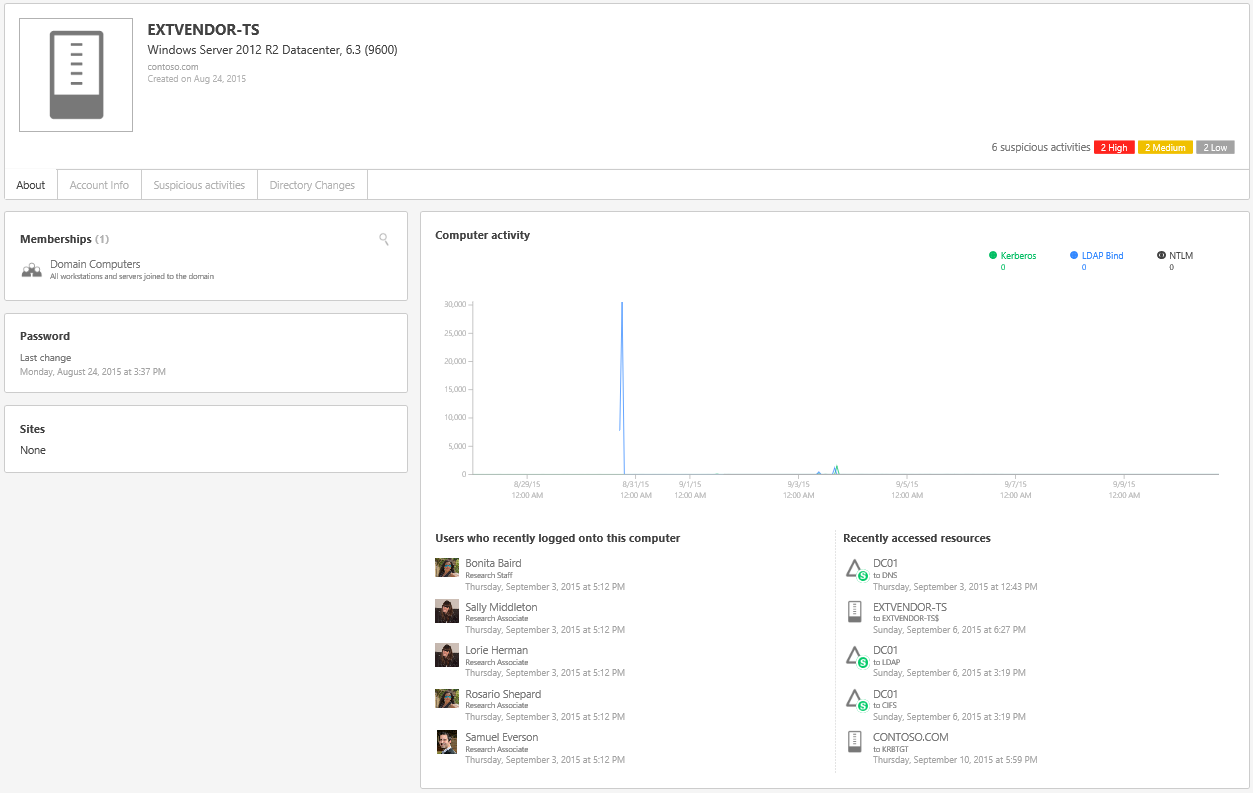 EXTVENDOR-TS
Windows Server 2012 R2 Datacenter, 6.3 (9600)
contoso.com
Created on Aug 24, 2015
6 suspicious activities 2 High 2 Medium 2 Low
About Account Info Suspicious activities Directory Changes
Memberships (1)
Domain Computers
All workstations and servers joined to the domain
Password
Last change
Monday, August 24, 2015 at 3:37 PM
Sites
None
Computer activity
Kerberos LDAP Bind NTLM
0 0 0
30,000
25,000
20,000
15,000
10,000
5,000
0
8/29/15 8/31/15 9/1/15 9/3/15 9/5/15 9/7/15 9/9/15
12:00 AM 12:00 AM 12:00 AM 12:00 AM 12:00 AM 12:00 AM 12:00 AM
Users who recently logged onto this computer
Bonita Baird
Research Staff
Thursday, September 3, 2015 at 5:12 PM
Sally Middleton
Research Associate
Thursday, September 3, 2015 at 5:12 PM
Lorie Herman
Research Associate
Thursday, September 3, 2015 at 5:12 PM
Rosario Shepard
Research Associate
Thursday, September 3, 2015 at 5:12 PM
Samuel Everson
Research Associate
Thursday, September 3, 2015 at 5:12 PM
Recently accessed resources
DC01
to DNS
Thursday, September 3, 2015 at 12:43 PM
EXTVENDOR-TS
to EXTVENDOR-TS$
Sunday, September 6, 2015 at 6:27 PM
DC01
to LDAP
Sunday, September 6, 2015 at 3:19 PM
DC01
to CIFS
Sunday, September 6, 2015 at 3:19 PM
CONTOSO.COM
to KRBTGT
Thursday, September 10, 2015 at 5:59 PM